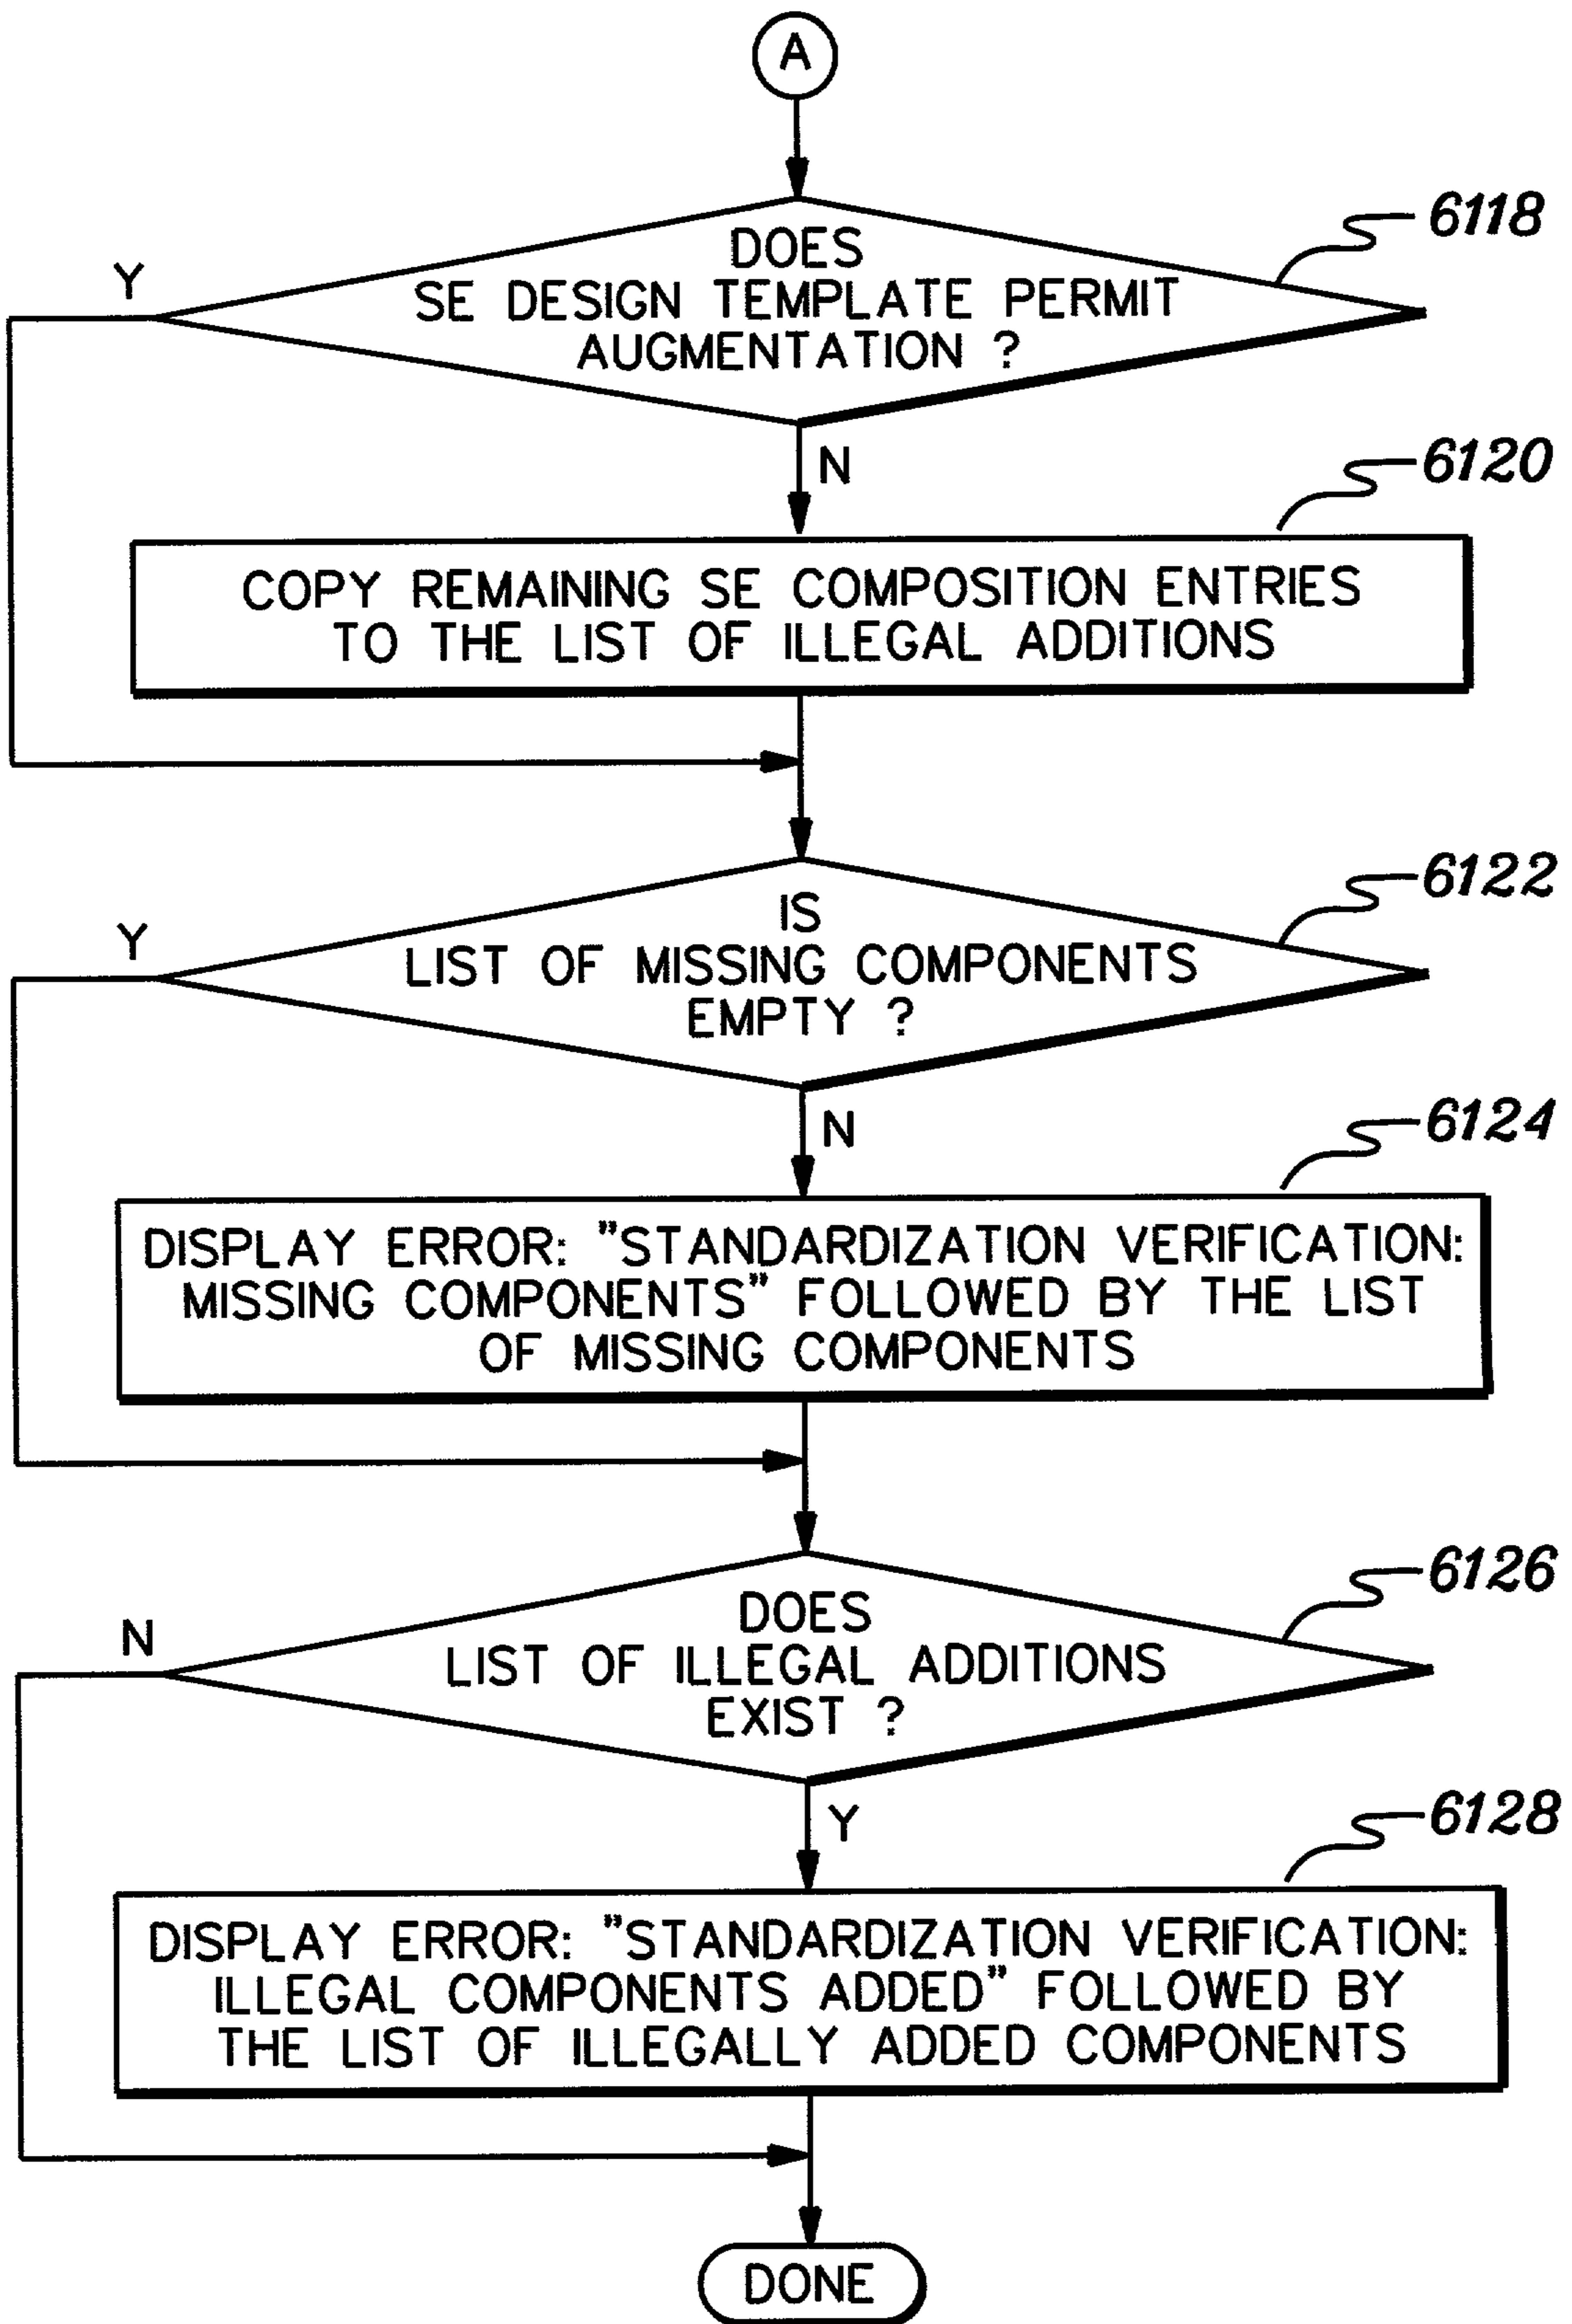 A
6118
DOES
Y
SE DESIGN TEMPLATE PERMIT
AUGMENTATION ?
N
6120
COPY REMAINING SE COMPOSITION ENTRIES
TO THE LIST OF ILLEGAL ADDITIONS
6122
IS
Y
LIST OF MISSING COMPONENTS
EMPTY ?
N
6124
DISPLAY ERROR: "STANDARDIZATION VERIFICATION:
MISSING COMPONENTS" FOLLOWED BY THE LIST
OF MISSING COMPONENTS
6126
DOES
N
LIST OF ILLEGAL ADDITIONS
EXIST ?
Y
6128
DISPLAY ERROR: "STANDARDIZATION VERIFICATION:
ILLEGAL COMPONENTS ADDED" FOLLOWED BY
THE LIST OF ILLEGALLY ADDED COMPONENTS
DONE